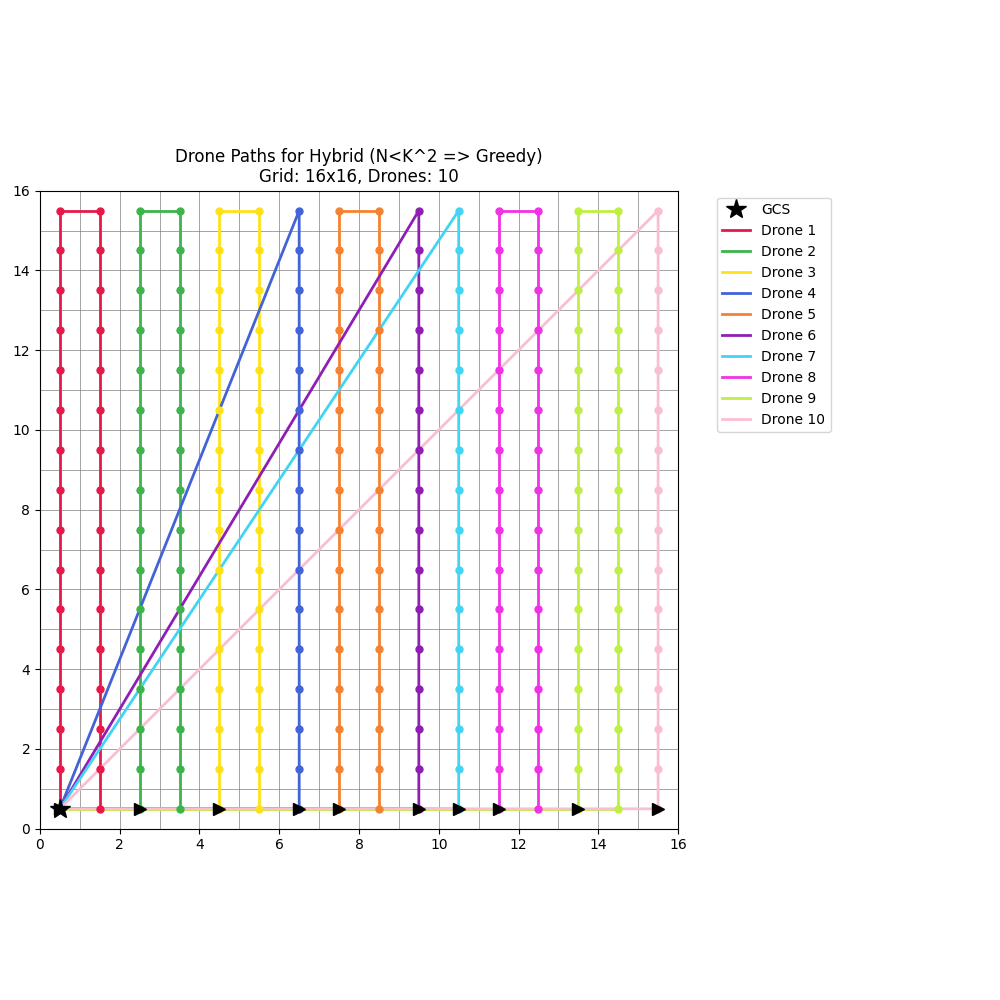 Drone Paths for Hybrid (N<K^2 => Greedy)
Grid: 16x16, Drones: 10
16
14
12
10
8
6
4
2
0
0 2 4 6 8 10 12 14 16
GCS
Drone 1
Drone 2
Drone 3
Drone 4
Drone 5
Drone 6
Drone 7
Drone 8
Drone 9
Drone 10